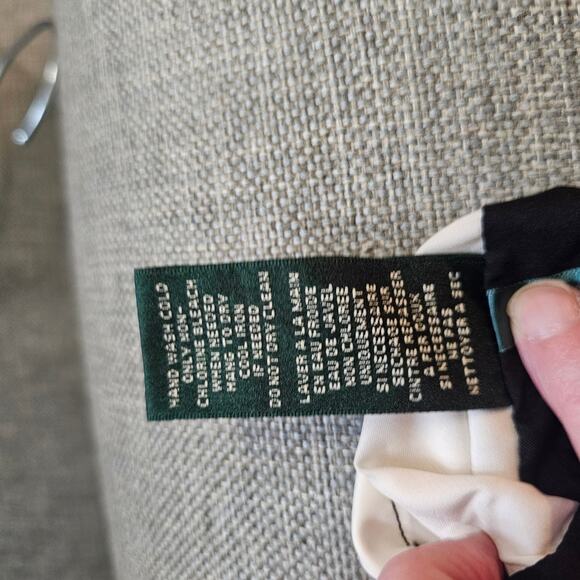 HAND WASH COLD
ONLY NON-
CHLORINE BLEACH
WHEN NEEDED
HANG TO DRY
COOL IRON
IF NEEDED
DO NOT DRY CLEAN
LAVER A LA MAIN
EN EAU FROIDE
EAU DE JAVEL
NON CHLOREE
UNIQUEMENT
SI NECESSAIRE
SECHER SUR
CINTRE REPASSER
A FER DOUX
SI NECESSAIRE
NE PAS
NETTOYER A SEC